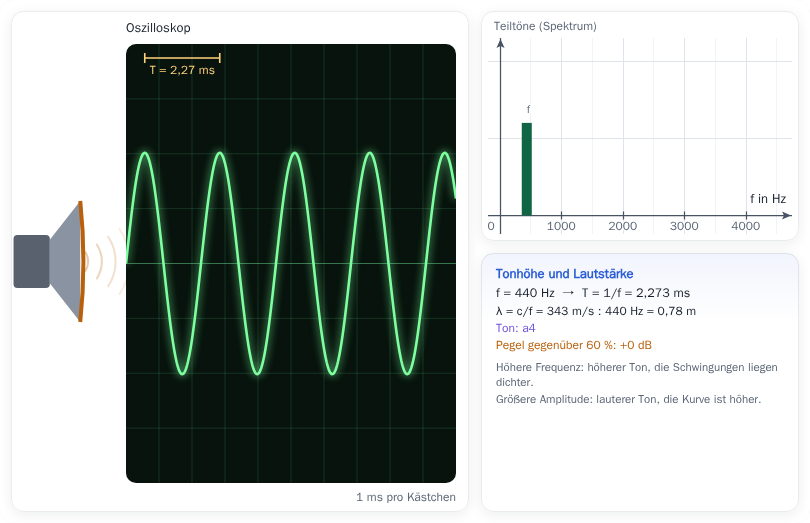 Oszilloskop
T = 2,27 ms
1 ms pro Kästchen
Teiltöne (Spektrum)
f
f in Hz
0 1000 2000 3000 4000
Tonhöhe und Lautstärke
f = 440 Hz → T = 1/f = 2,273 ms
λ = c/f = 343 m/s : 440 Hz = 0,78 m
Ton: a4
Pegel gegenüber 60 %: +0 dB
Höhere Frequenz: höherer Ton, die Schwingungen liegen
dichter.
Größere Amplitude: lauterer Ton, die Kurve ist höher.